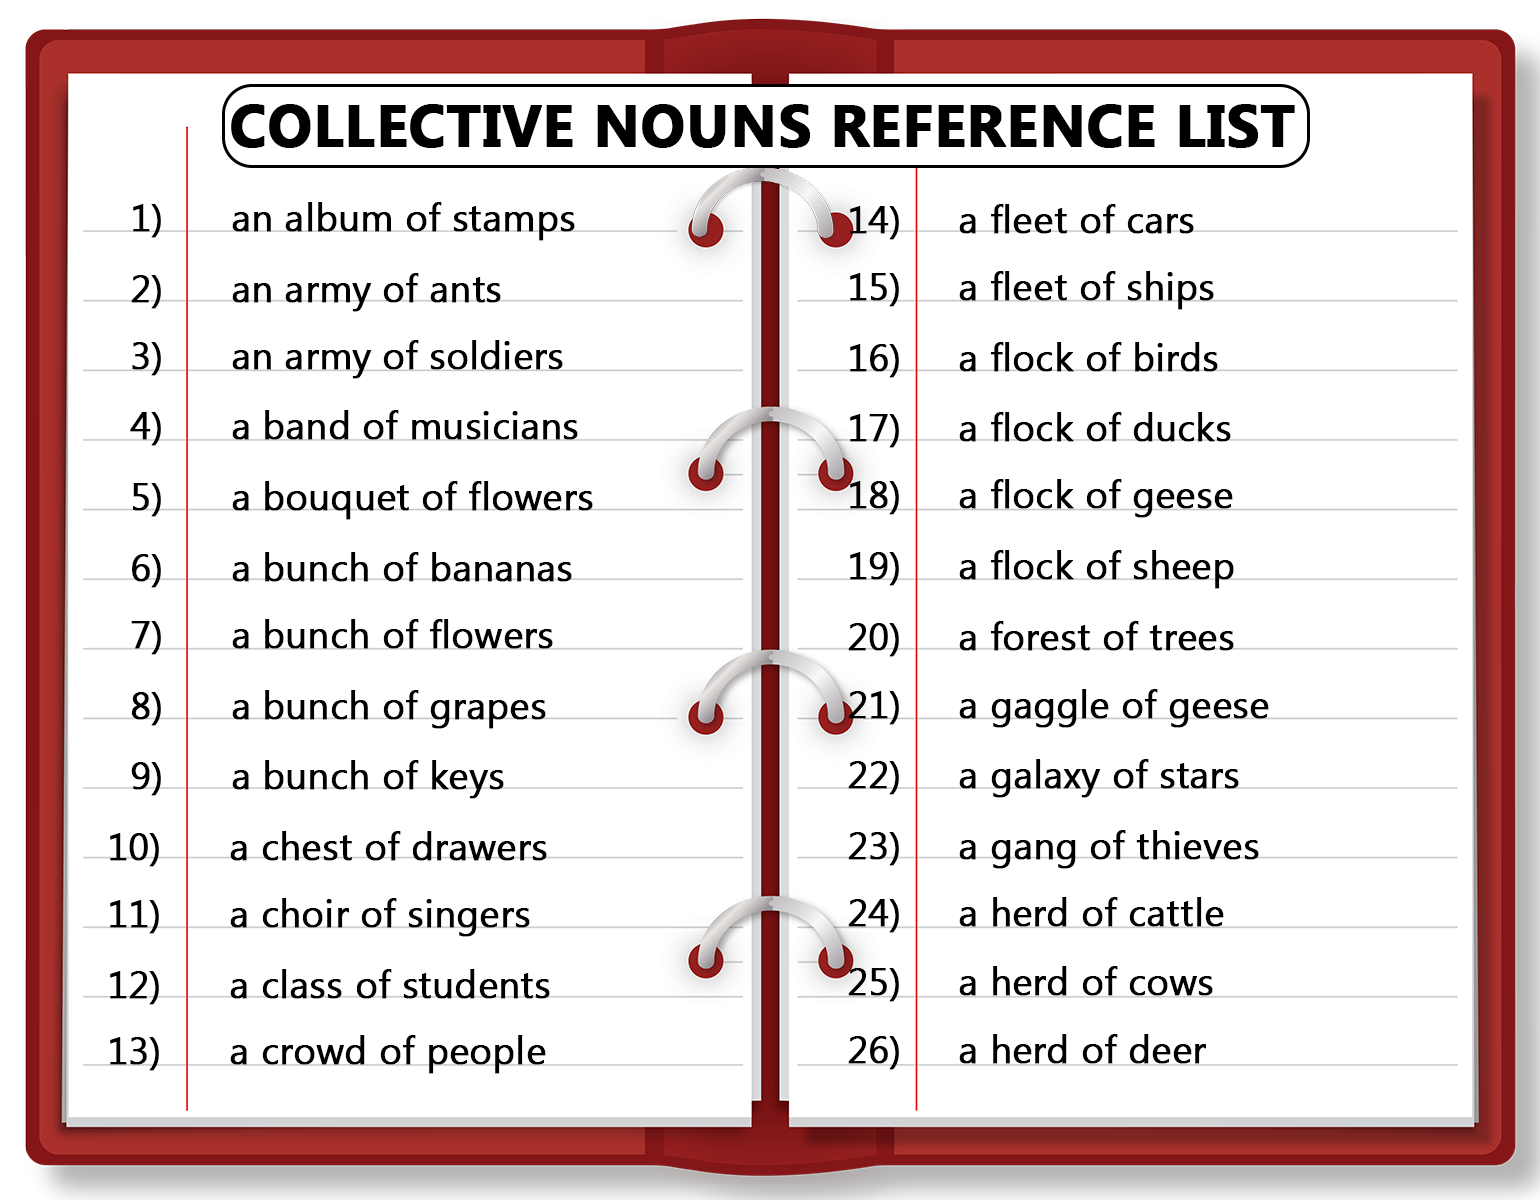 COLLECTIVE NOUNS REFERENCE LIST
1) an album of stamps
2) an army of ants
3) an army of soldiers
4) a band of musicians
5) a bouquet of flowers
6) a bunch of bananas
7) a bunch of flowers
8) a bunch of grapes
9) a bunch of keys
10) a chest of drawers
11) a choir of singers
12) a class of students
13) a crowd of people
14) a fleet of cars
15) a fleet of ships
16) a flock of birds
17) a flock of ducks
18) a flock of geese
19) a flock of sheep
20) a forest of trees
21) a gaggle of geese
22) a galaxy of stars
23) a gang of thieves
24) a herd of cattle
25) a herd of cows
26) a herd of deer